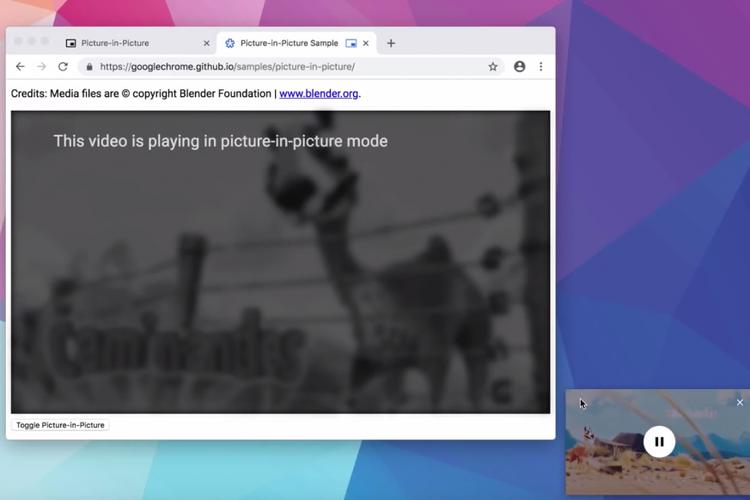 Picture-in-Picture
Picture-in-Picture Sample
https://googlechrome.github.io/samples/picture-in-picture/
Credits: Media files are © copyright Blender Foundation | www.blender.org.
This video is playing in picture-in-picture mode
Caminandes
Toggle Picture-in-Picture